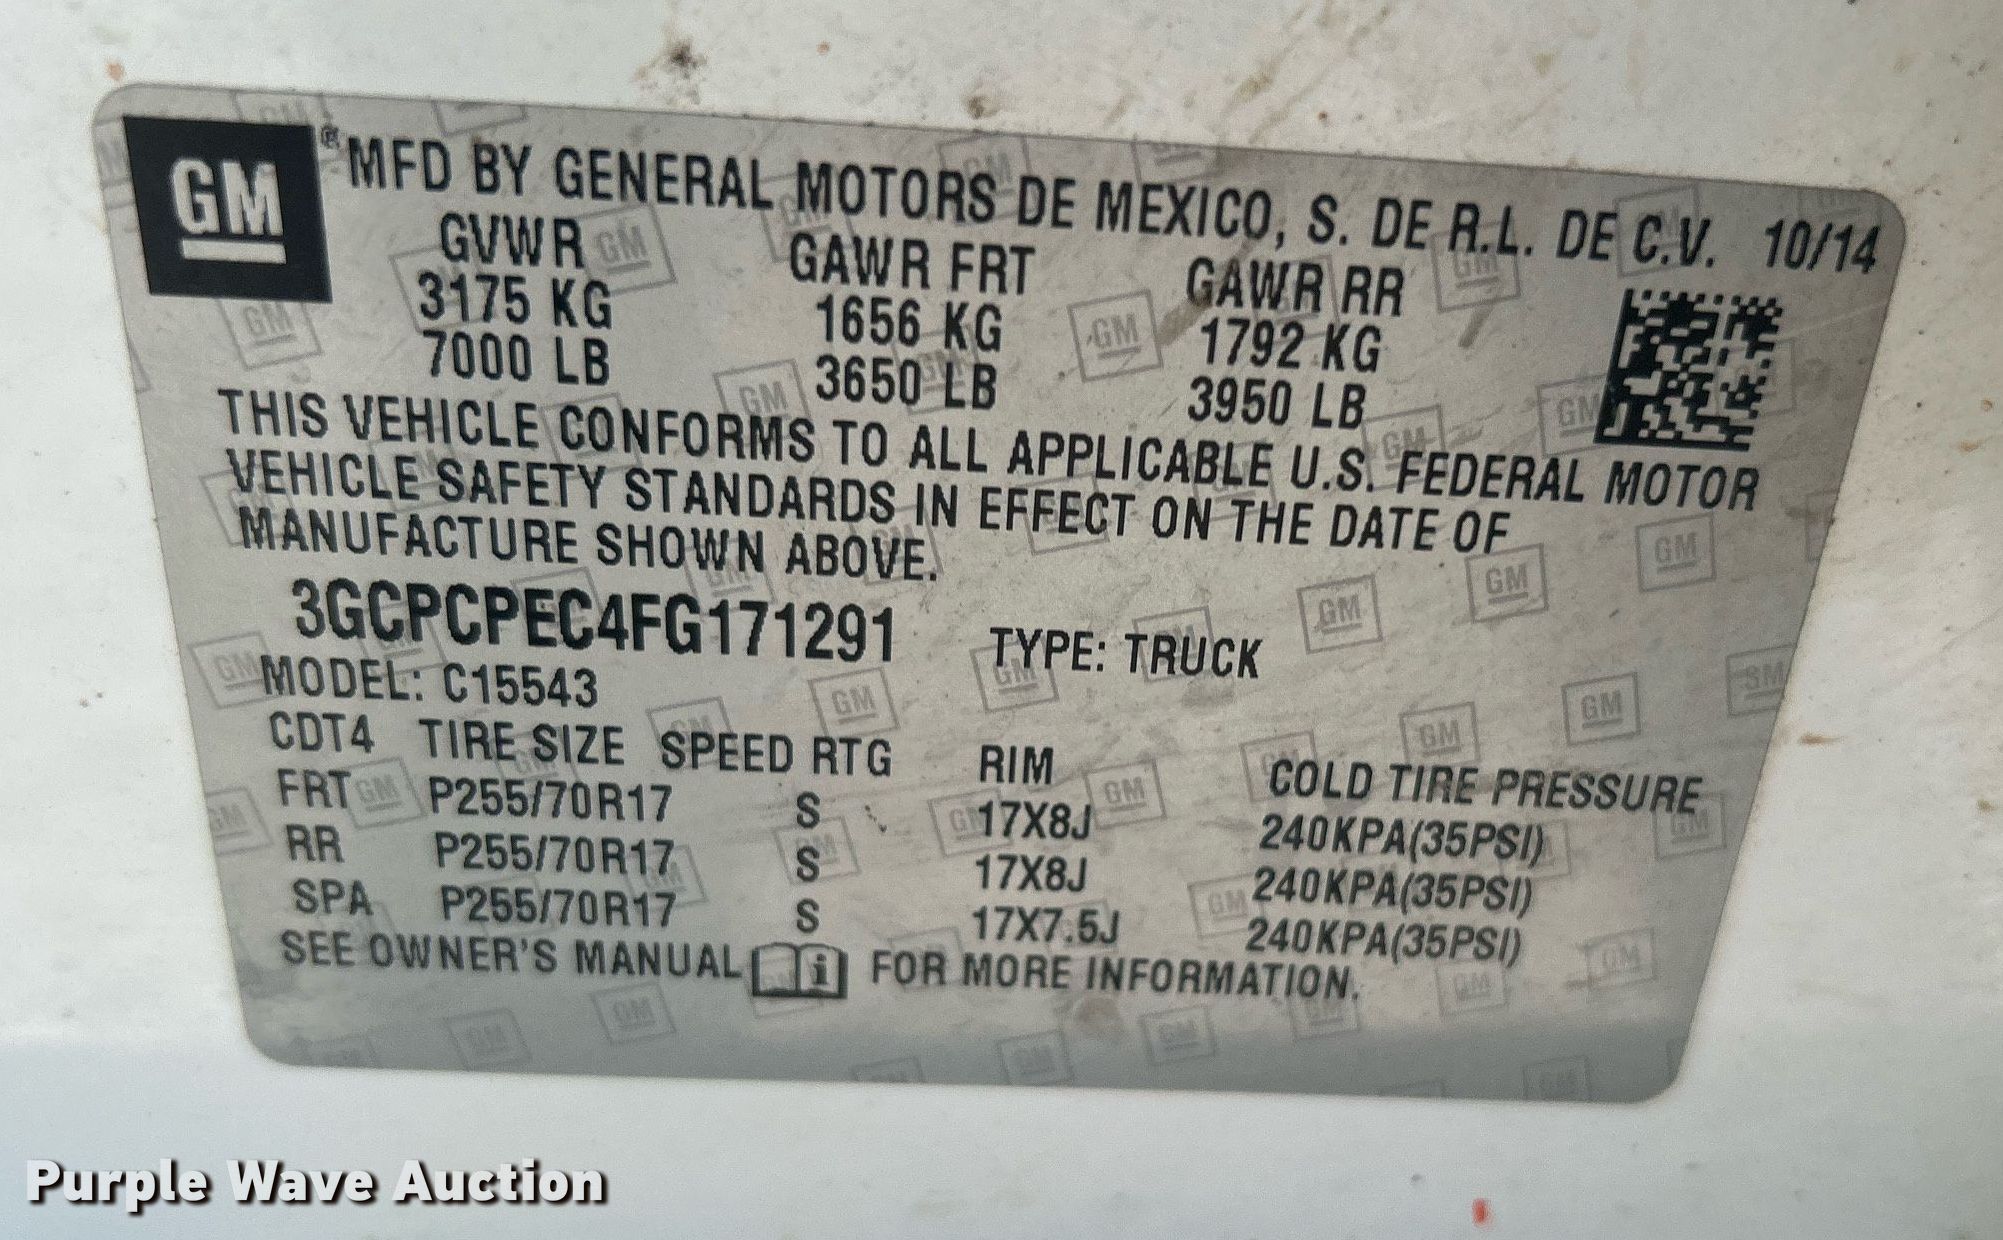 GM
® MFD BY GENERAL MOTORS DE MEXICO, S. DE R.L. DE C.V. 10/14
GVWR GAWR FRT GAWR RR
3175 KG 1656 KG 1792 KG
7000 LB 3650 LB 3950 LB
THIS VEHICLE CONFORMS TO ALL APPLICABLE U.S. FEDERAL MOTOR
VEHICLE SAFETY STANDARDS IN EFFECT ON THE DATE OF
MANUFACTURE SHOWN ABOVE.
3GCPCPEC4FG171291 TYPE: TRUCK
MODEL: C15543
CDT4 TIRE SIZE SPEED RTG RIM COLD TIRE PRESSURE
FRT P255/70R17 S 17X8J 240KPA(35PSI)
RR P255/70R17 S 17X8J 240KPA(35PSI)
SPA P255/70R17 S 17X7.5J 240KPA(35PSI)
SEE OWNER'S MANUAL i FOR MORE INFORMATION.
Purple Wave Auction